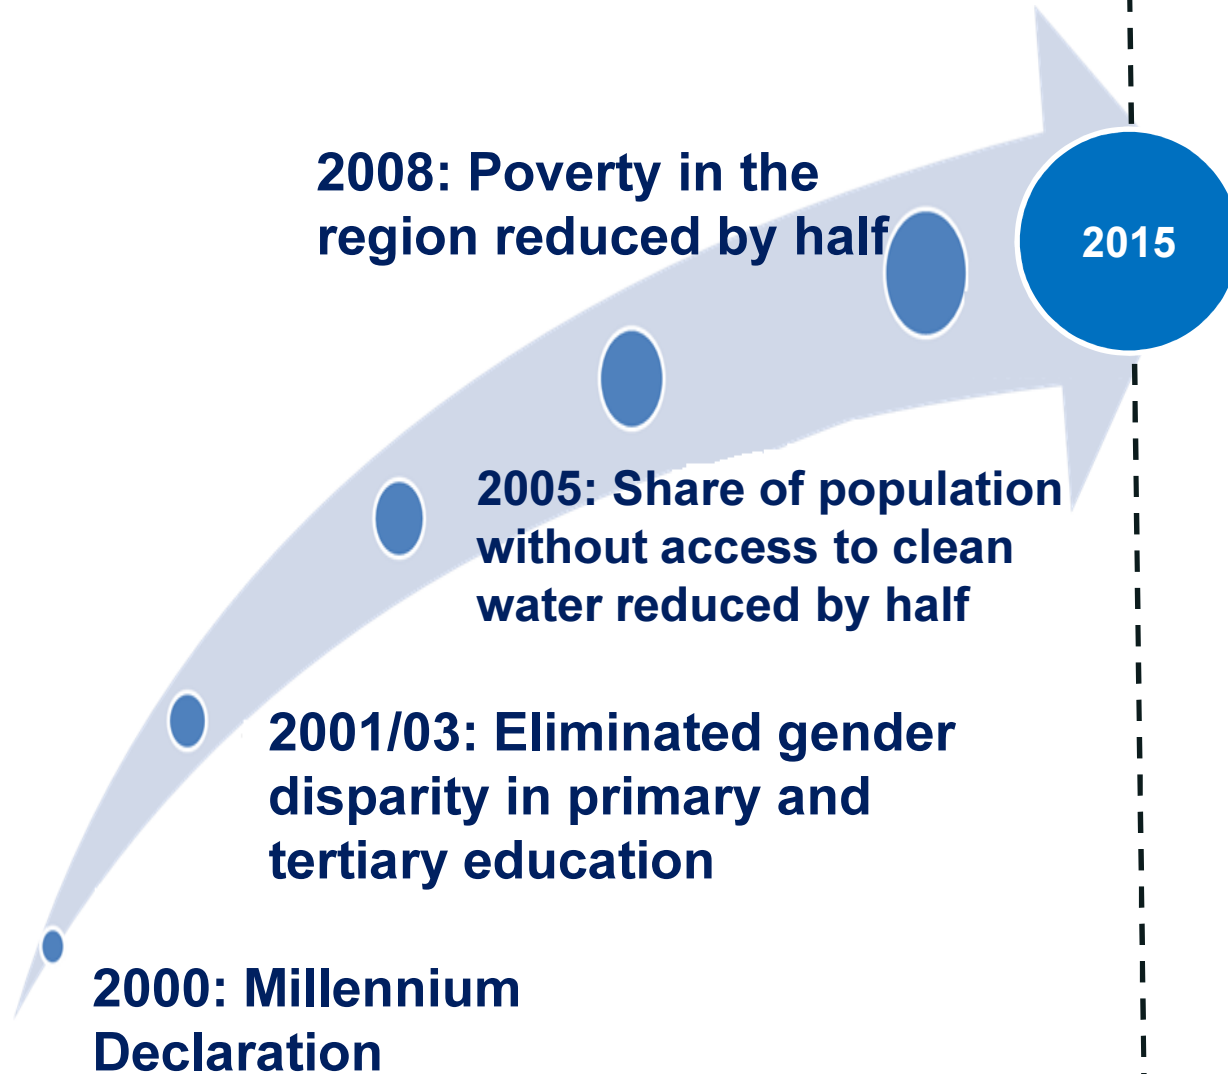 2008: Poverty in the
region reduced by half
2015
2005: Share of population
without access to clean
water reduced by half
2001/03: Eliminated gender
disparity in primary and
tertiary education
2000: Millennium
Declaration